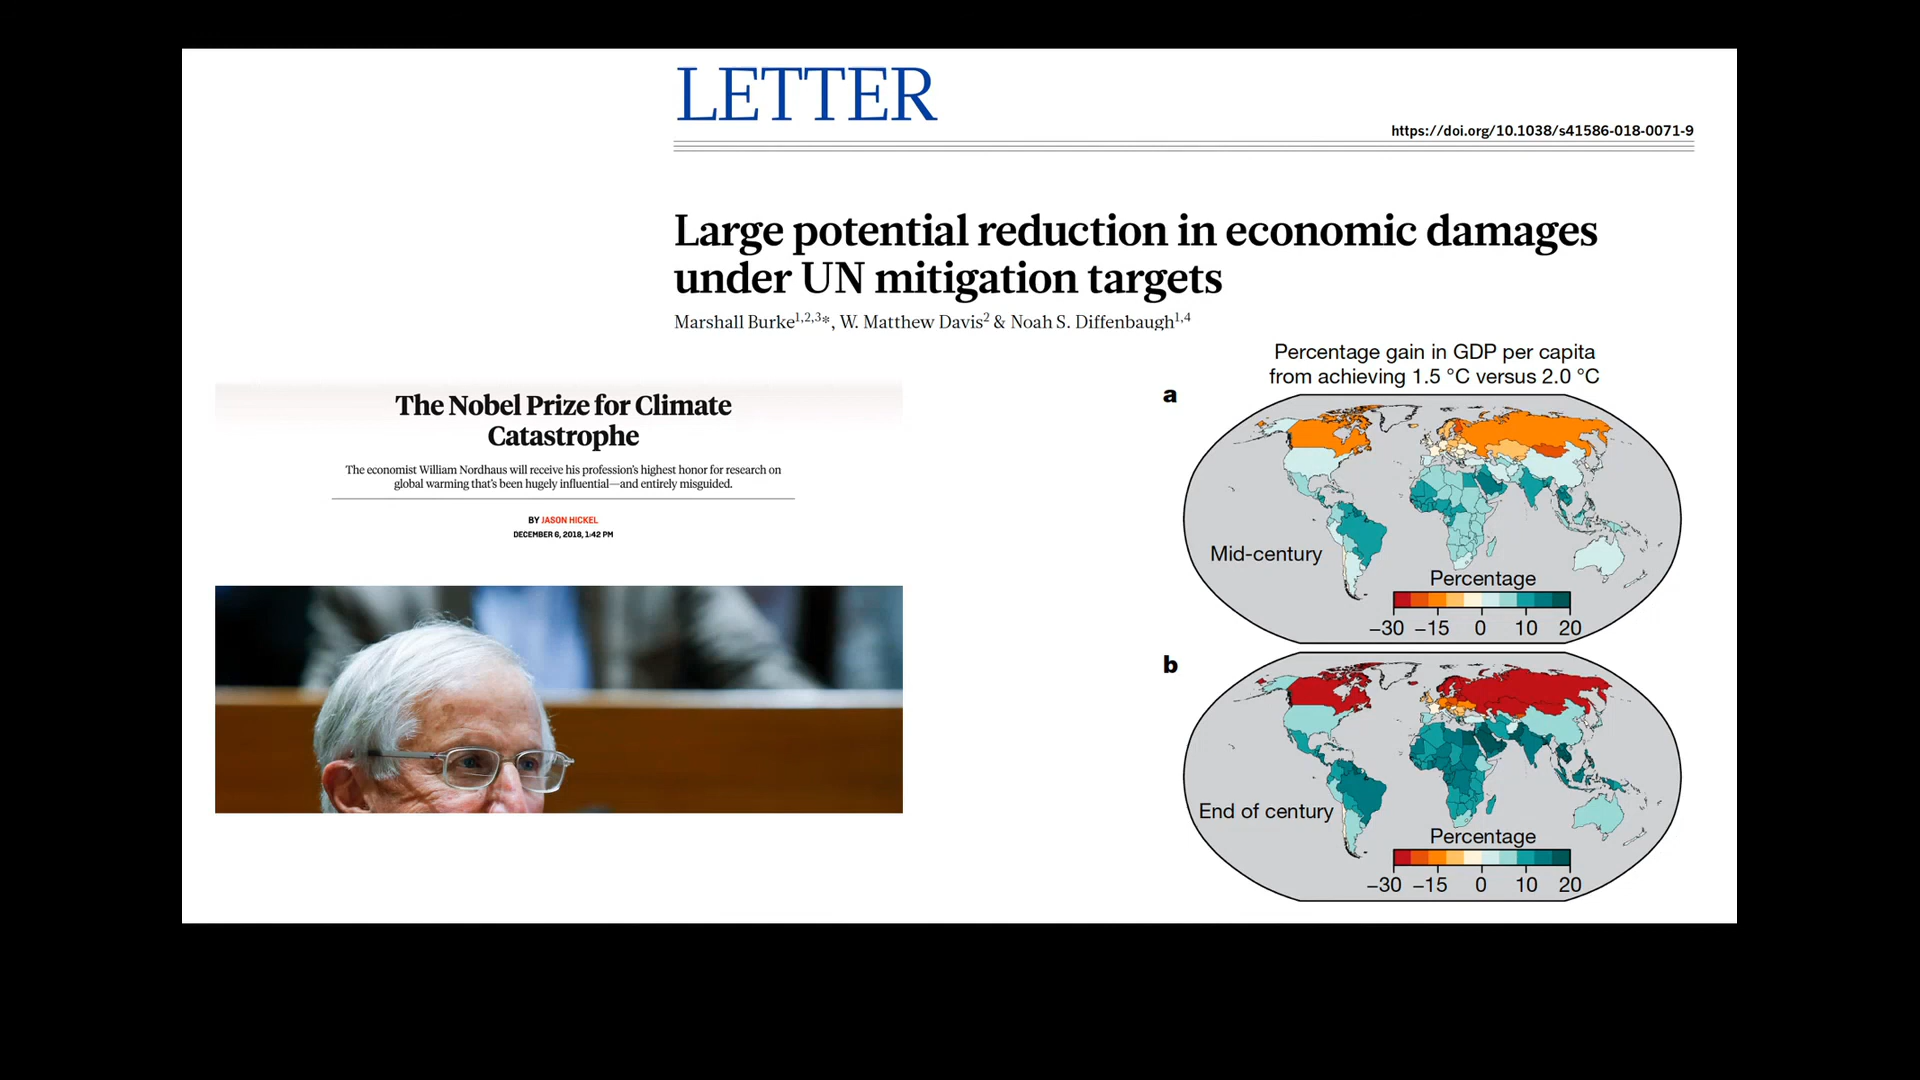 LETTER
https://doi.org/10.1038/s41586-018-0071-9
Large potential reduction in economic damages
under UN mitigation targets
Marshall Burke1,2,3*, W. Matthew Davis2 & Noah S. Diffenbaugh1,4
The Nobel Prize for Climate
Catastrophe
The economist William Nordhaus will receive his profession's highest honor for research on
global warming that's been hugely influential—and entirely misguided.
BY JASON HICKEL
DECEMBER 6, 2018, 1:42 PM
Percentage gain in GDP per capita
from achieving 1.5 °C versus 2.0 °C
a
Mid-century
Percentage
−30 −15 0 10 20
b
End of century
Percentage
−30 −15 0 10 20